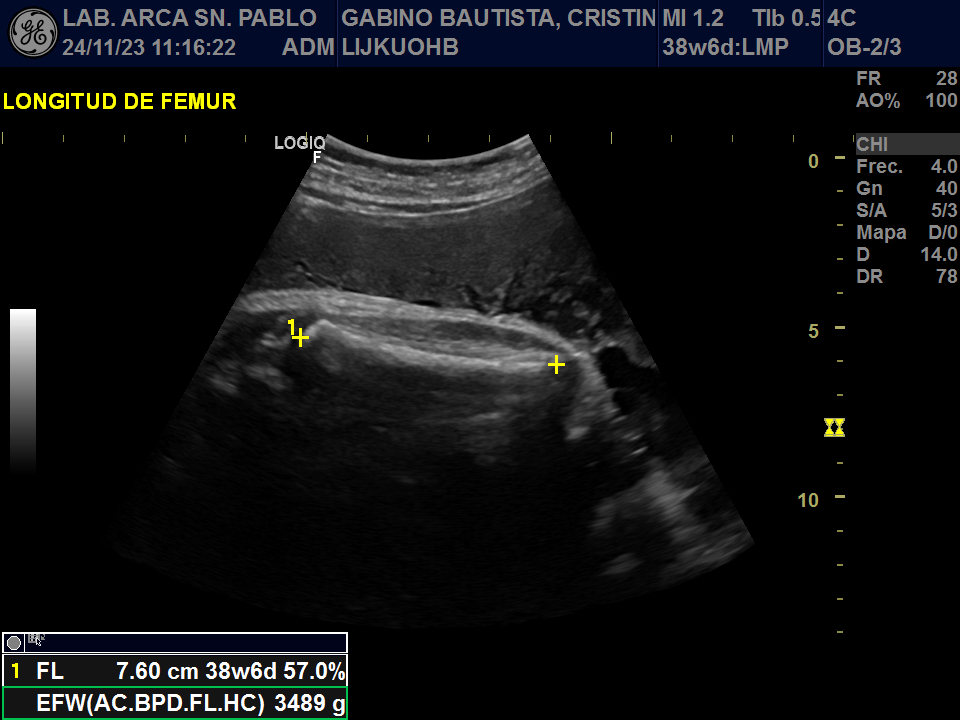 LAB. ARCA SN. PABLO
24/11/23 11:16:22 ADM
GABINO BAUTISTA, CRISTIN
LIJKUOHB
MI 1.2 TIb 0.5
38w6d:LMP
4C
OB-2/3
FR 28
AO% 100
LONGITUD DE FEMUR
LOGIQ
F
CHI
Frec. 4.0
Gn 40
S/A 5/3
Mapa D/0
D 14.0
DR 78
0
5
10
1
1 FL 7.60 cm 38w6d 57.0%
EFW(AC.BPD.FL.HC) 3489 g